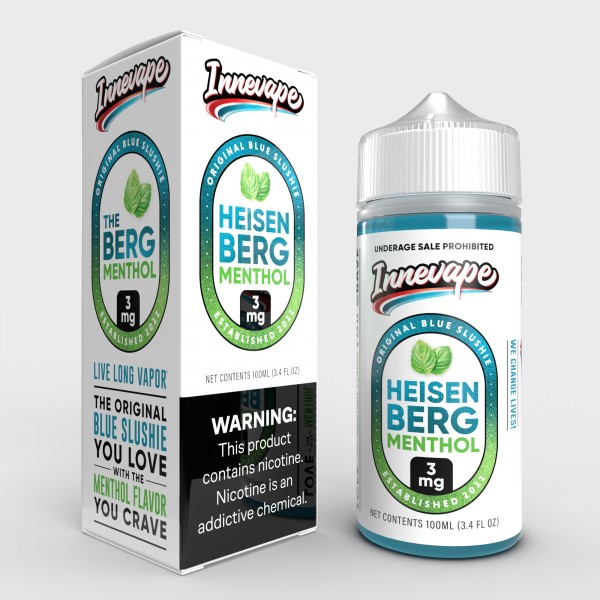 Innevape
ORIGINAL BLUE SLUSHIE
THE
BERG
MENTHOL
3
mg
ESTABLISHED 2022
LIVE LONG VAPOR
THE ORIGINAL
BLUE SLUSHIE
YOU LOVE
WITH THE
MENTHOL FLAVOR
YOU CRAVE
Innevape
ORIGINAL BLUE SLUSHIE
HEISEN
BERG
MENTHOL
3
mg
ESTABLISHED 2022
NET CONTENTS 100ML (3.4 FL OZ)
WARNING:
This product
contains nicotine.
Nicotine is an
addictive chemical.
UNDERAGE SALE PROHIBITED
Innevape
ORIGINAL BLUE SLUSHIE
HEISEN
BERG
MENTHOL
3
mg
ESTABLISHED 2022
NET CONTENTS 100ML (3.4 FL OZ)
WE CHANGE LIVES!